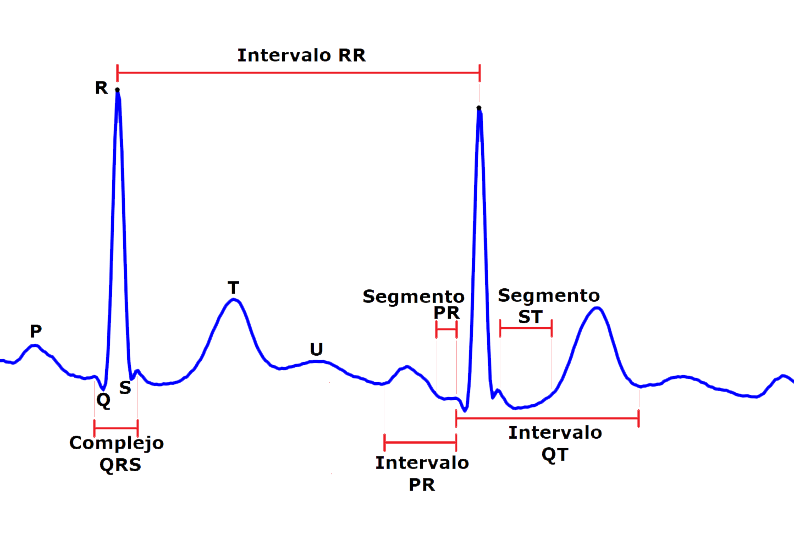 Intervalo RR
R
T
Segmento
PR
Segmento
ST
P
U
Q
S
Complejo
QRS
Intervalo
PR
Intervalo
QT